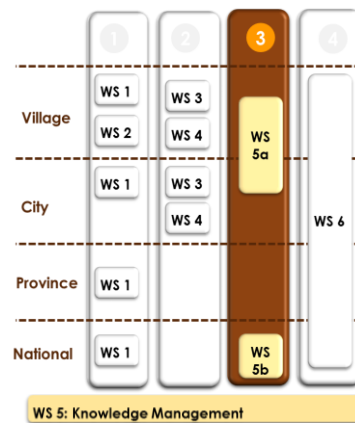 1 2 3 4
Village
WS 1
WS 3
WS 2
WS 4
WS
5a
City
WS 1
WS 3
WS 4
WS 6
Province
WS 1
National
WS 1
WS
5b
WS 5: Knowledge Management